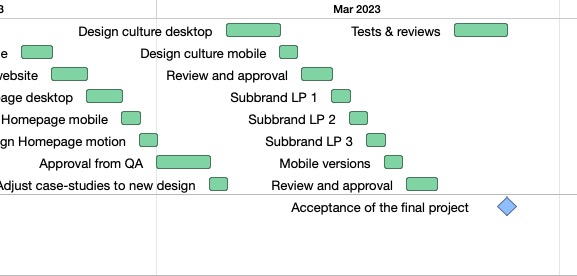 3
Mar 2023
Design culture desktop
Tests & reviews
e
Design culture mobile
website
Review and approval
age desktop
Subbrand LP 1
Homepage mobile
Subbrand LP 2
gn Homepage motion
Subbrand LP 3
Approval from QA
Mobile versions
Adjust case-studies to new design
Review and approval
Acceptance of the final project